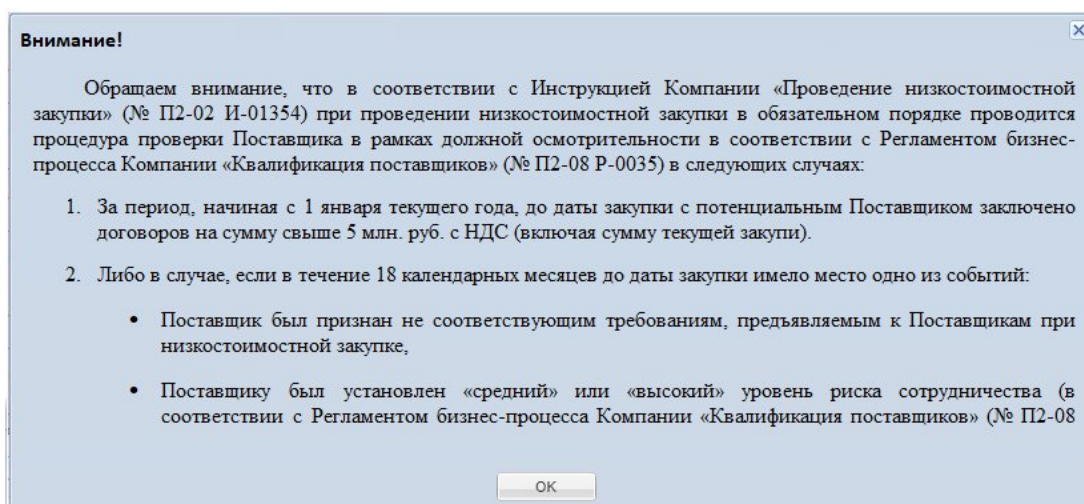 Внимание!
Обращаем внимание, что в соответствии с Инструкцией Компании «Проведение низкостоимостной
закупки» (№ П2-02 И-01354) при проведении низкостоимостной закупки в обязательном порядке проводится
процедура проверки Поставщика в рамках должной осмотрительности в соответствии с Регламентом бизнес-
процесса Компании «Квалификация поставщиков» (№ П2-08 Р-0035) в следующих случаях:
1. За период, начиная с 1 января текущего года, до даты закупки с потенциальным Поставщиком заключено
договоров на сумму свыше 5 млн. руб. с НДС (включая сумму текущей закупи).
2. Либо в случае, если в течение 18 календарных месяцев до даты закупки имело место одно из событий:
• Поставщик был признан не соответствующим требованиям, предъявляемым к Поставщикам при
низкостоимостной закупке,
• Поставщику был установлен «средний» или «высокий» уровень риска сотрудничества (в
соответствии с Регламентом бизнес-процесса Компании «Квалификация поставщиков» (№ П2-08
OK